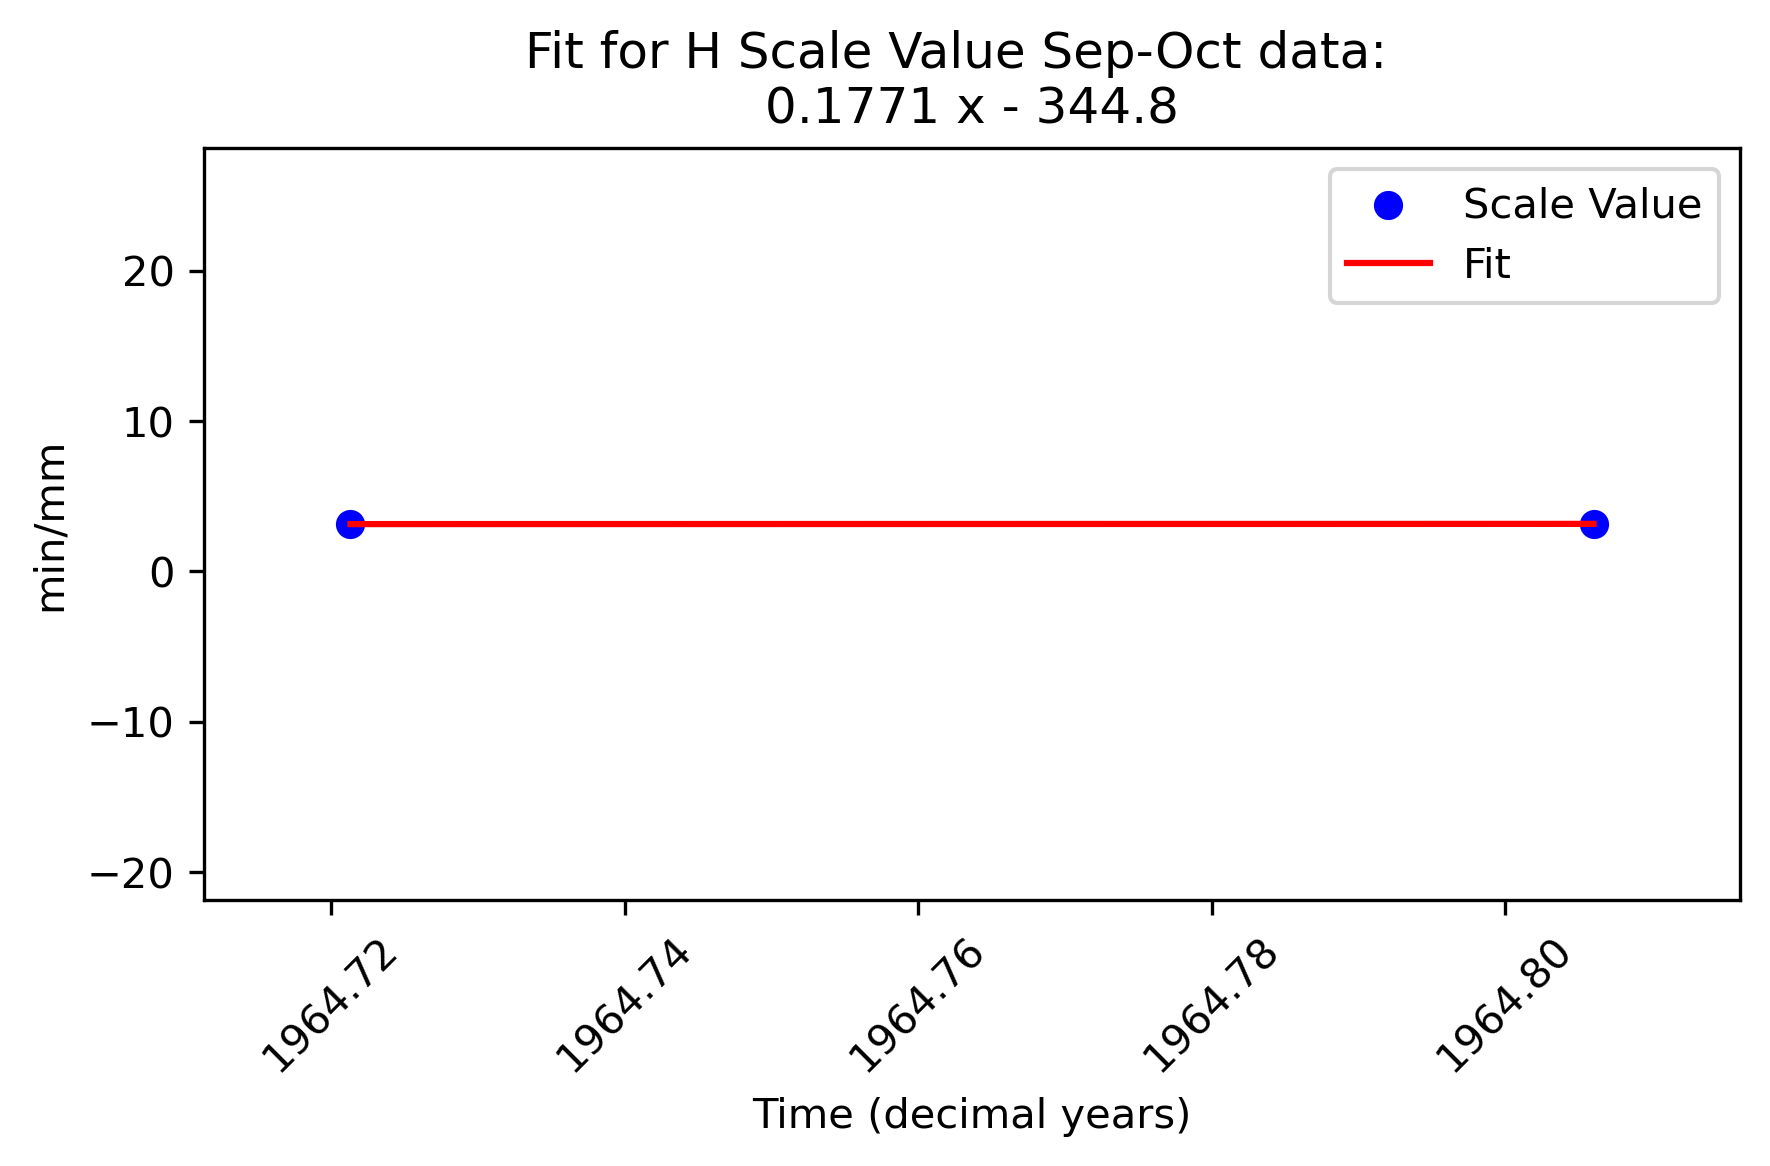 Fit for H Scale Value Sep-Oct data:
0.1771 x - 344.8
Scale Value
Fit
20
10
0
−10
−20
min/mm
1964.72
1964.74
1964.76
1964.78
1964.80
Time (decimal years)